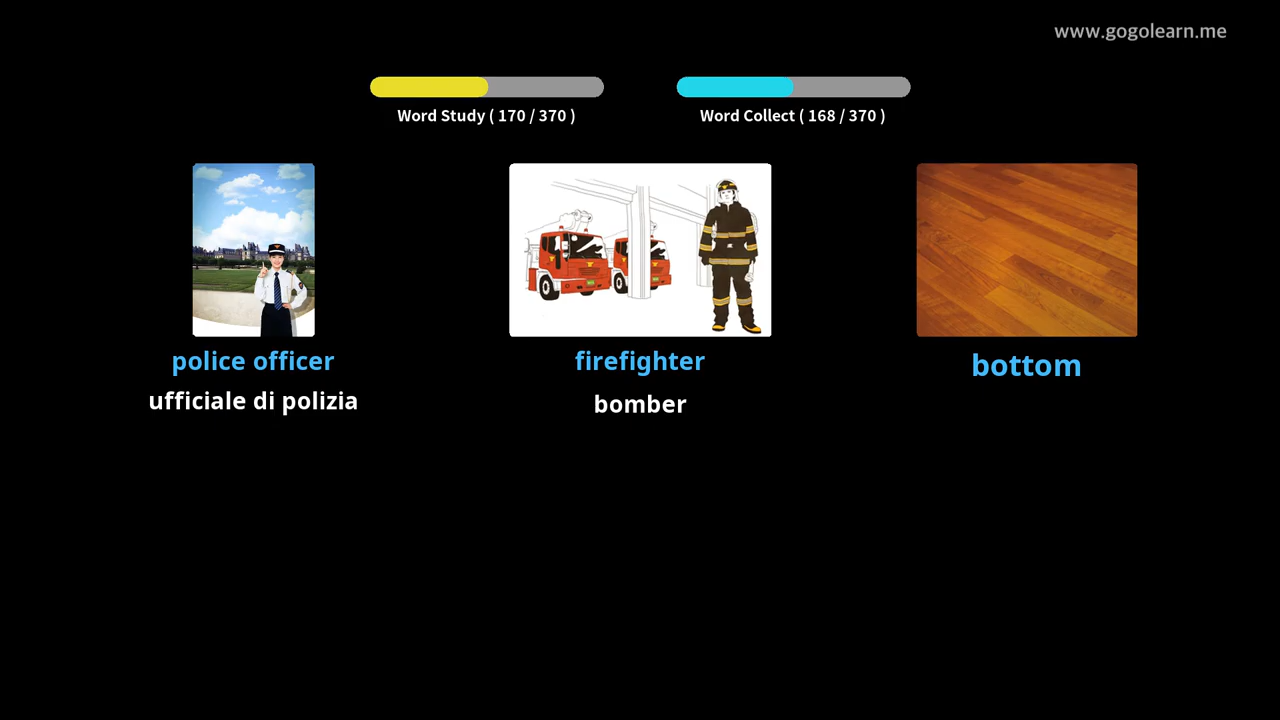 www.gogolearn.me
Word Study ( 170 / 370 )
Word Collect ( 168 / 370 )
police officer
ufficiale di polizia
firefighter
bomber
bottom